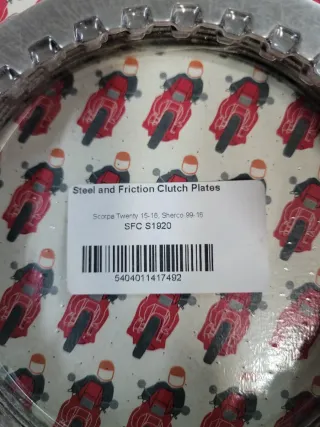 Steel and Friction Clutch Plates
Scorpa Twenty 15-16, Sherco 99-16
SFC S1920
5404011417492